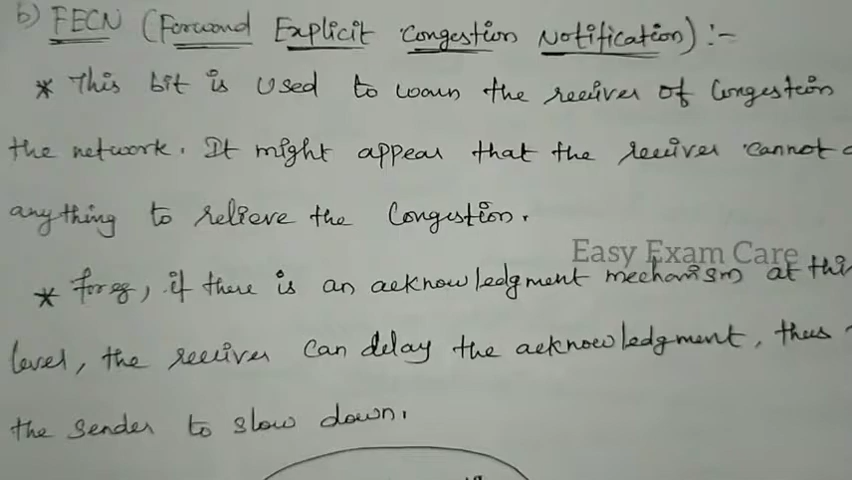 b) FECN (Forward Explicit Congestion Notification) :-
* This bit is used to warn the receiver of Congestion
the network. It might appear that the receiver cannot
anything to relieve the Congestion.
Easy Exam Care
* for eg, if there is an acknowledgment mechanism at this
level, the receiver can delay the acknowledgment, thus
the sender to slow down.